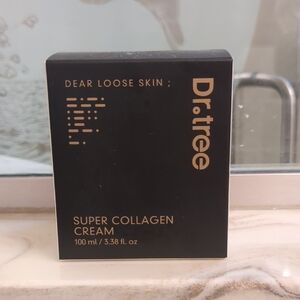 DEAR LOOSE SKIN ;
Dr.tree
SUPER COLLAGEN
CREAM
100 ml / 3.38 fl. oz